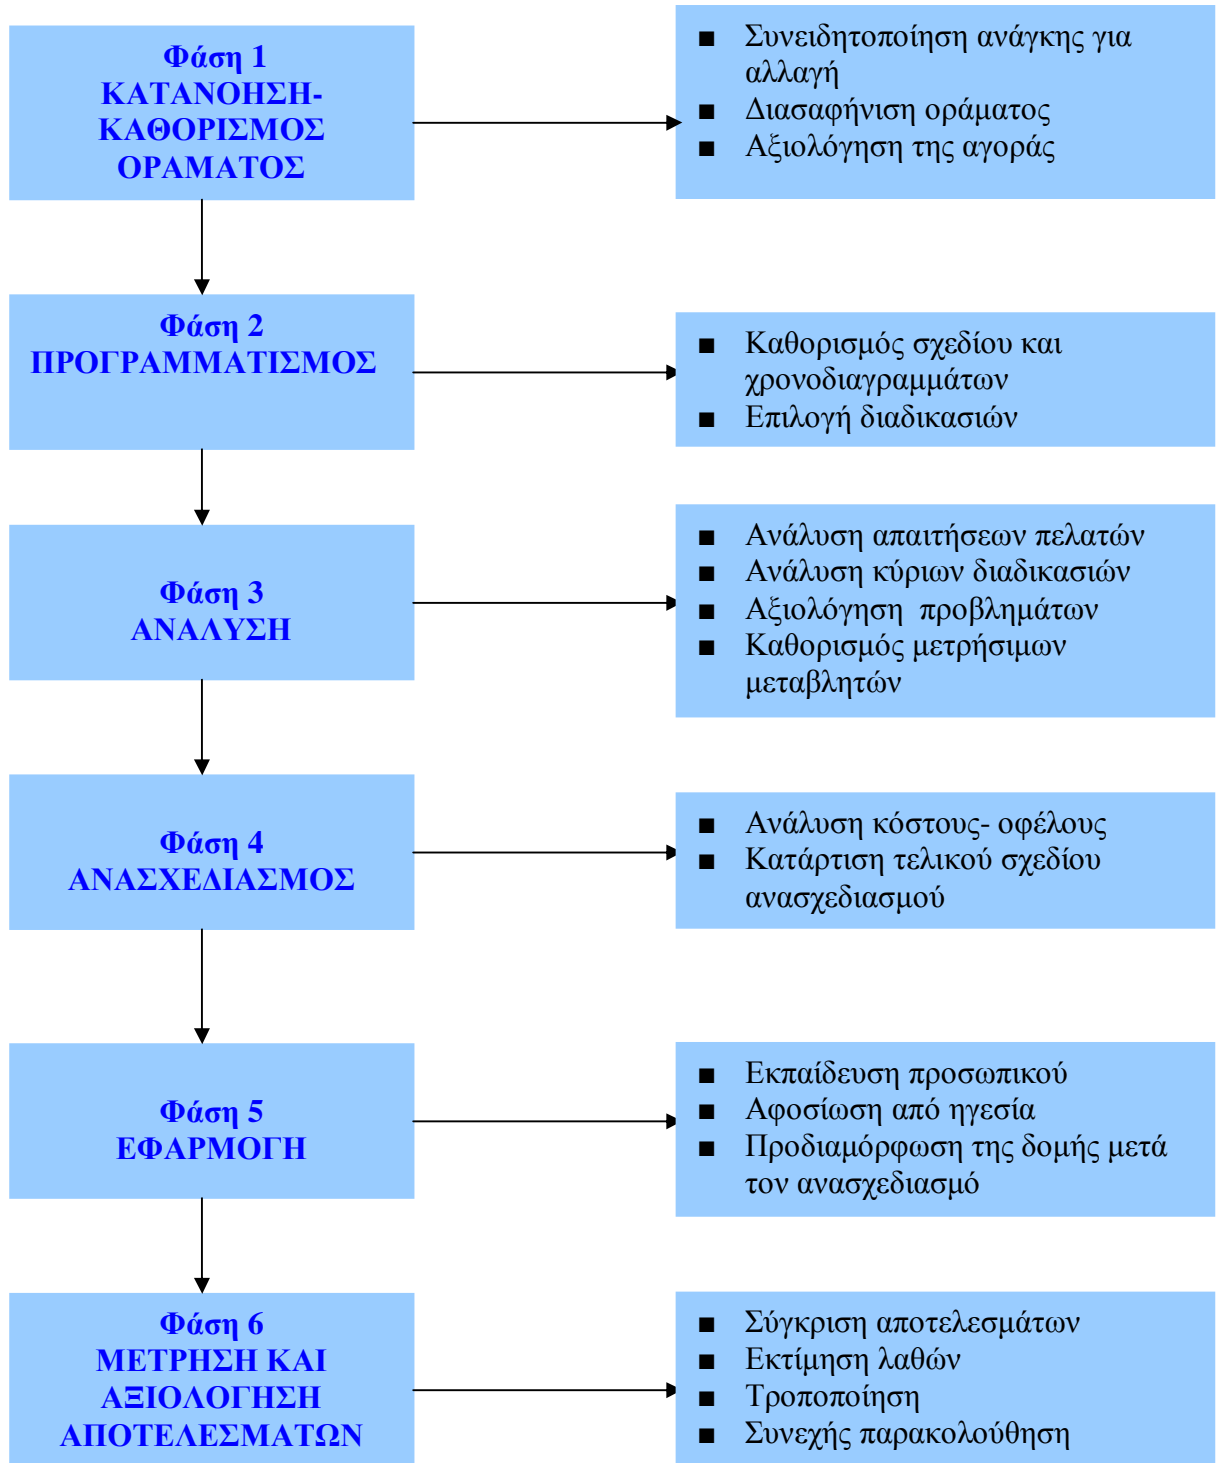 Φάση 1
ΚΑΤΑΝΟΗΣΗ-
ΚΑΘΟΡΙΣΜΟΣ
ΟΡΑΜΑΤΟΣ
■ Συνειδητοποίηση ανάγκης για
αλλαγή
■ Διασαφήνιση οράματος
■ Αξιολόγηση της αγοράς
Φάση 2
ΠΡΟΓΡΑΜΜΑΤΙΣΜΟΣ
■ Καθορισμός σχεδίου και
χρονοδιαγραμμάτων
■ Επιλογή διαδικασιών
Φάση 3
ΑΝΑΛΥΣΗ
■ Ανάλυση απαιτήσεων πελατών
■ Ανάλυση κύριων διαδικασιών
■ Αξιολόγηση προβλημάτων
■ Καθορισμός μετρήσιμων
μεταβλητών
Φάση 4
ΑΝΑΣΧΕΔΙΑΣΜΟΣ
■ Ανάλυση κόστους- οφέλους
■ Κατάρτιση τελικού σχεδίου
ανασχεδιασμού
Φάση 5
ΕΦΑΡΜΟΓΗ
■ Εκπαίδευση προσωπικού
■ Αφοσίωση από ηγεσία
■ Προδιαμόρφωση της δομής μετά
τον ανασχεδιασμό
Φάση 6
ΜΕΤΡΗΣΗ ΚΑΙ
ΑΞΙΟΛΟΓΗΣΗ
ΑΠΟΤΕΛΕΣΜΑΤΩΝ
■ Σύγκριση αποτελεσμάτων
■ Εκτίμηση λαθών
■ Τροποποίηση
■ Συνεχής παρακολούθηση